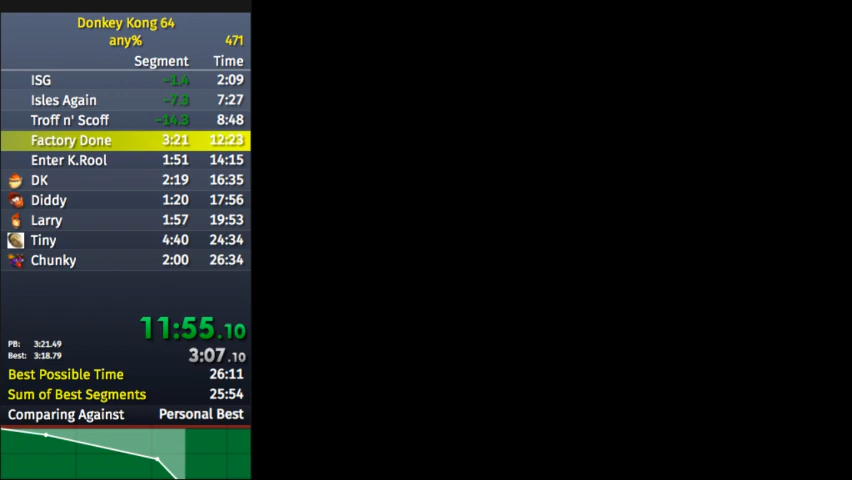 Donkey Kong 64
any% 471
Segment Time
ISG -1.4 2:09
Isles Again -7.3 7:27
Troff n' Scoff -14.3 8:48
Factory Done 3:21 12:23
Enter K.Rool 1:51 14:15
DK 2:19 16:35
Diddy 1:20 17:56
Larry 1:57 19:53
Tiny 4:40 24:34
Chunky 2:00 26:34
11:55.10
PB: 3:21.49
Best: 3:18.79 3:07.10
Best Possible Time 26:11
Sum of Best Segments 25:54
Comparing Against Personal Best